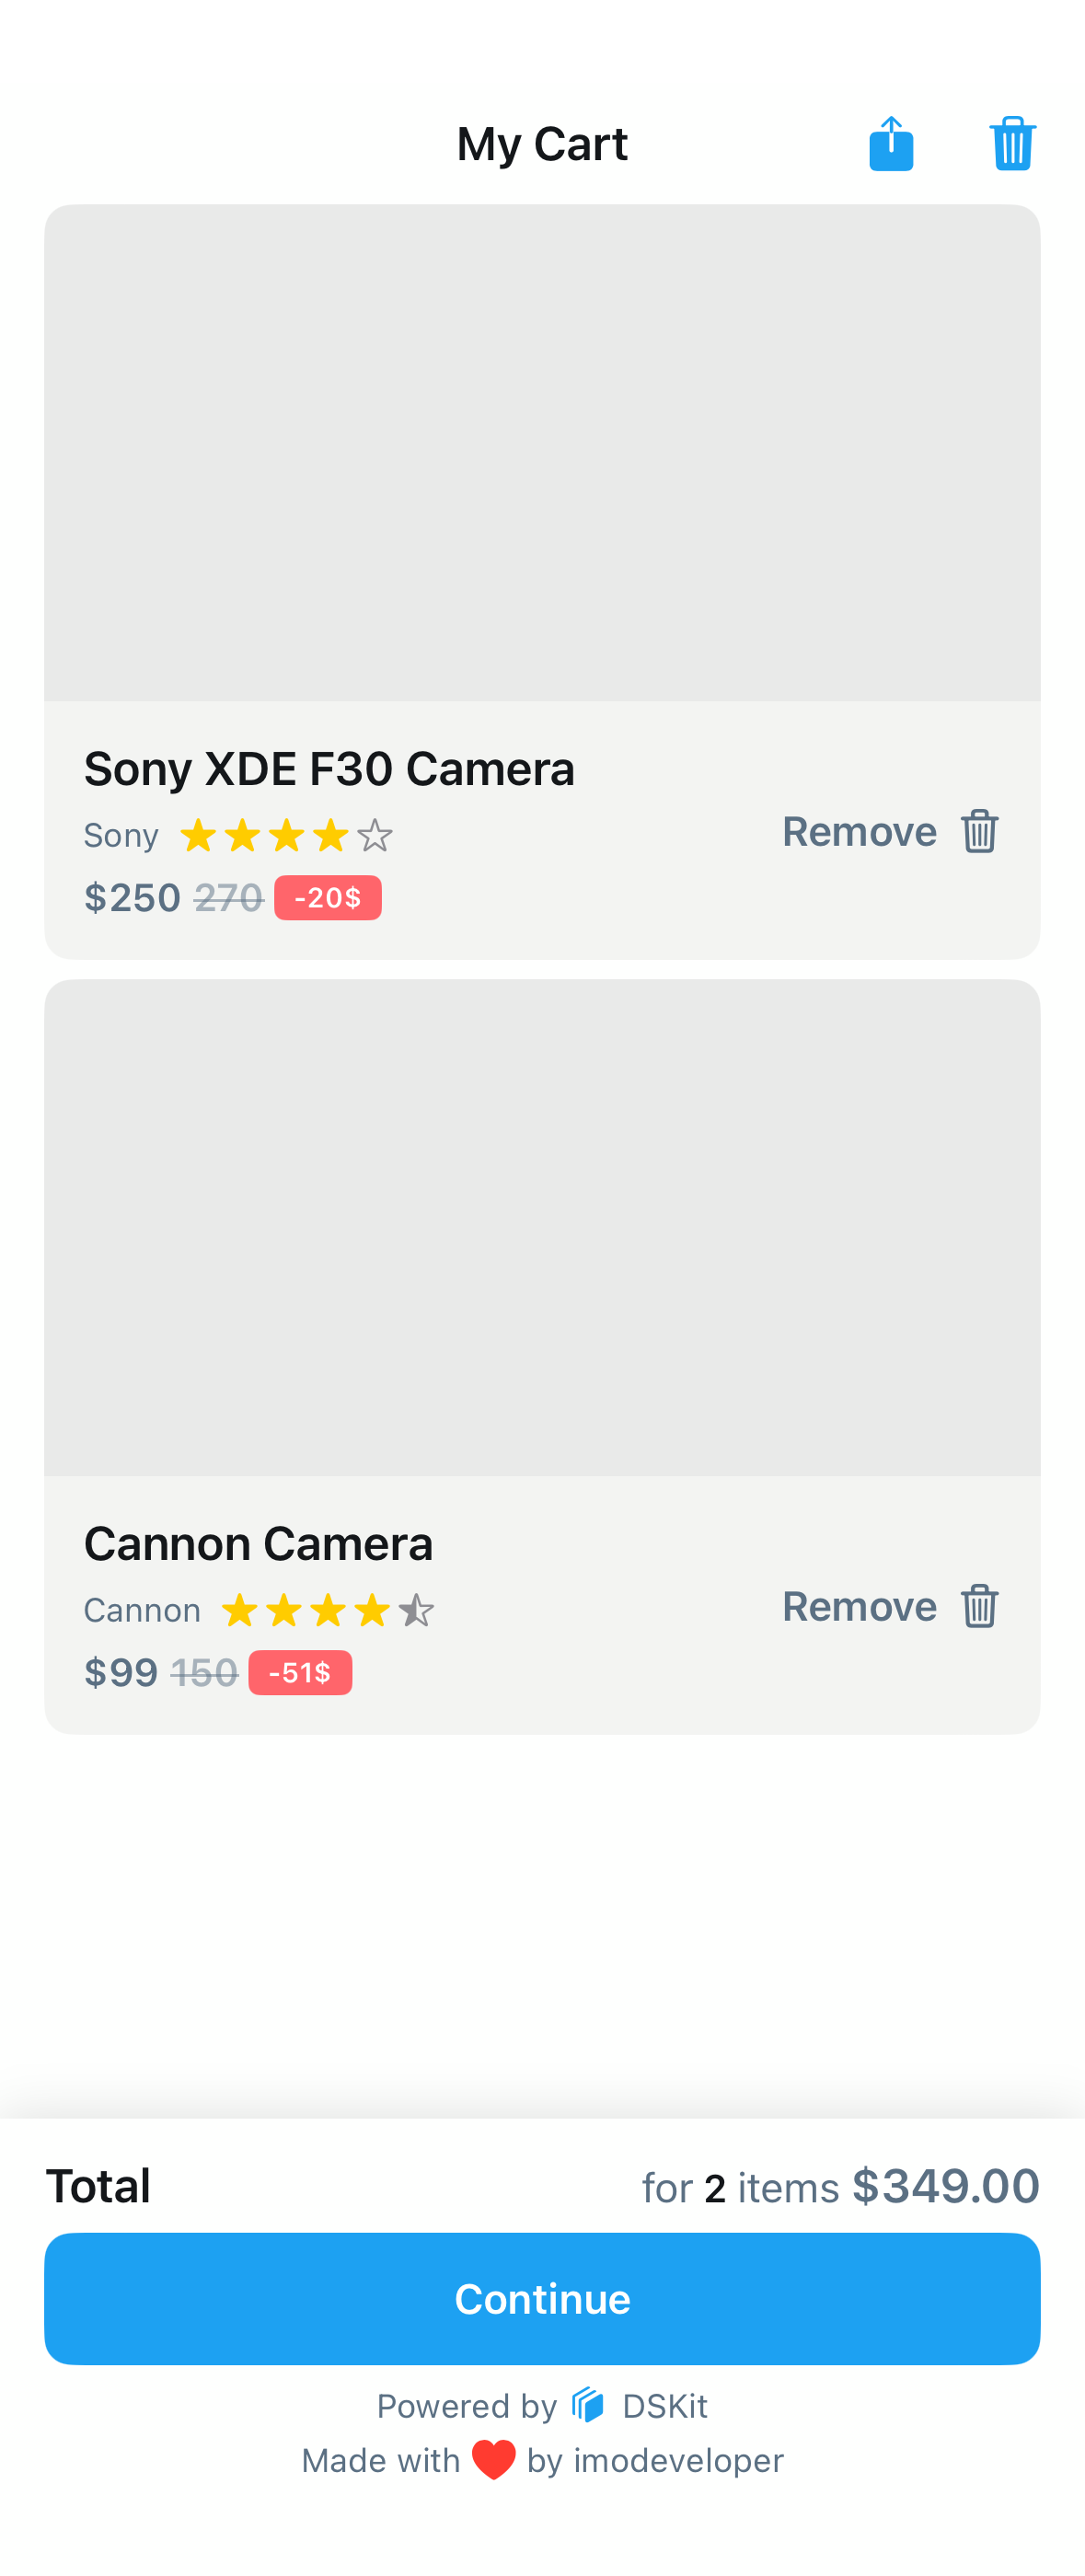 My Cart
Sony XDE F30 Camera
Sony
Remove
$250 270 -20$
Cannon Camera
Cannon
Remove
$99 150 -51$
Total for 2 items $349.00
Continue
Powered by DSKit
Made with ❤️ by imodeveloper